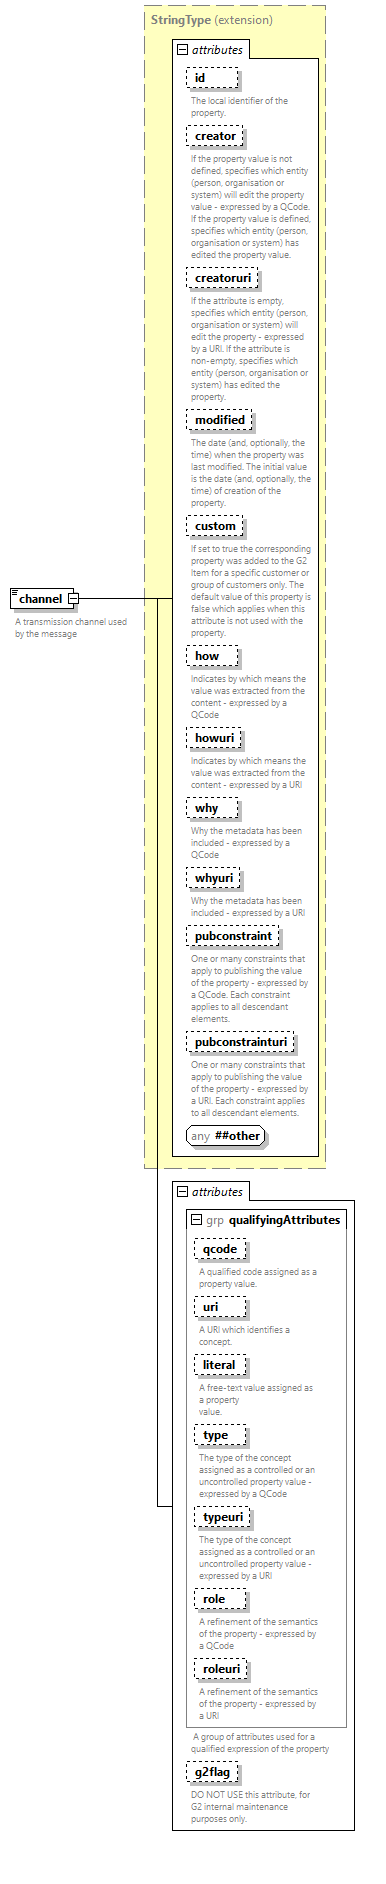 StringType (extension)
attributes
id
The local identifier of the
property.
creator
If the property value is not
defined, specifies which entity
(person, organisation or
system) will edit the property
value - expressed by a QCode.
If the property value is defined,
specifies which entity (person,
organisation or system) has
edited the property value.
creatoruri
If the attribute is empty,
specifies which entity (person,
organisation or system) will
edit the property - expressed
by a URI. If the attribute is
non-empty, specifies which
entity (person, organisation or
system) has edited the
property.
modified
The date (and, optionally, the
time) when the property was
last modified. The initial value
is the date (and, optionally, the
time) of creation of the
property.
custom
If set to true the corresponding
property was added to the G2
Item for a specific customer or
group of customers only. The
default value of this property is
false which applies when this
attribute is not used with the
property.
channel
A transmission channel used
by the message
how
Indicates by which means the
value was extracted from the
content - expressed by a
QCode
howuri
Indicates by which means the
value was extracted from the
content - expressed by a URI
why
Why the metadata has been
included - expressed by a
QCode
whyuri
Why the metadata has been
included - expressed by a URI
pubconstraint
One or many constraints that
apply to publishing the value
of the property - expressed by
a QCode. Each constraint
applies to all descendant
elements.
pubconstrainturi
One or many constraints that
apply to publishing the value
of the property - expressed by
a URI. Each constraint applies
to all descendant elements.
any ##other
attributes
grp qualifyingAttributes
qcode
A qualified code assigned as a
property value.
uri
A URI which identifies a
concept.
literal
A free-text value assigned as
a property
value.
type
The type of the concept
assigned as a controlled or an
uncontrolled property value -
expressed by a QCode
typeuri
The type of the concept
assigned as a controlled or an
uncontrolled property value -
expressed by a URI
role
A refinement of the semantics
of the property - expressed by
a QCode
roleuri
A refinement of the semantics
of the property - expressed by
a URI
A group of attributes used for a
qualified expression of the property
g2flag
DO NOT USE this attribute, for
G2 internal maintenance
purposes only.